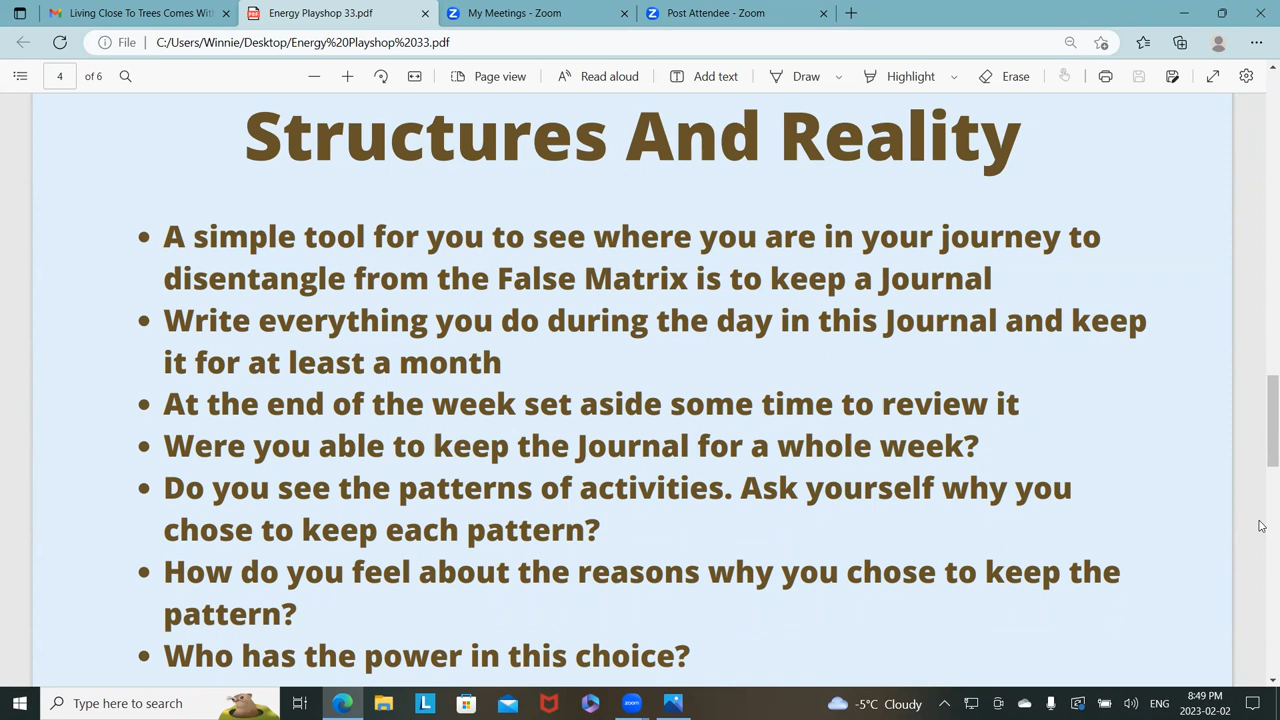 Living Close To Trees Comes With
Energy Playshop 33.pdf
My Meetings - Zoom
Post Attendee - Zoom
File
C:/Users/Winnie/Desktop/Energy%20Playshop%2033.pdf
4 of 6
Page view
Read aloud
Add text
Draw
Highlight
Erase
Structures And Reality
• A simple tool for you to see where you are in your journey to
disentangle from the False Matrix is to keep a Journal
• Write everything you do during the day in this Journal and keep
it for at least a month
• At the end of the week set aside some time to review it
• Were you able to keep the Journal for a whole week?
• Do you see the patterns of activities. Ask yourself why you
chose to keep each pattern?
• How do you feel about the reasons why you chose to keep the
pattern?
• Who has the power in this choice?
Type here to search
-5°C Cloudy
ENG
8:49 PM
2023-02-02